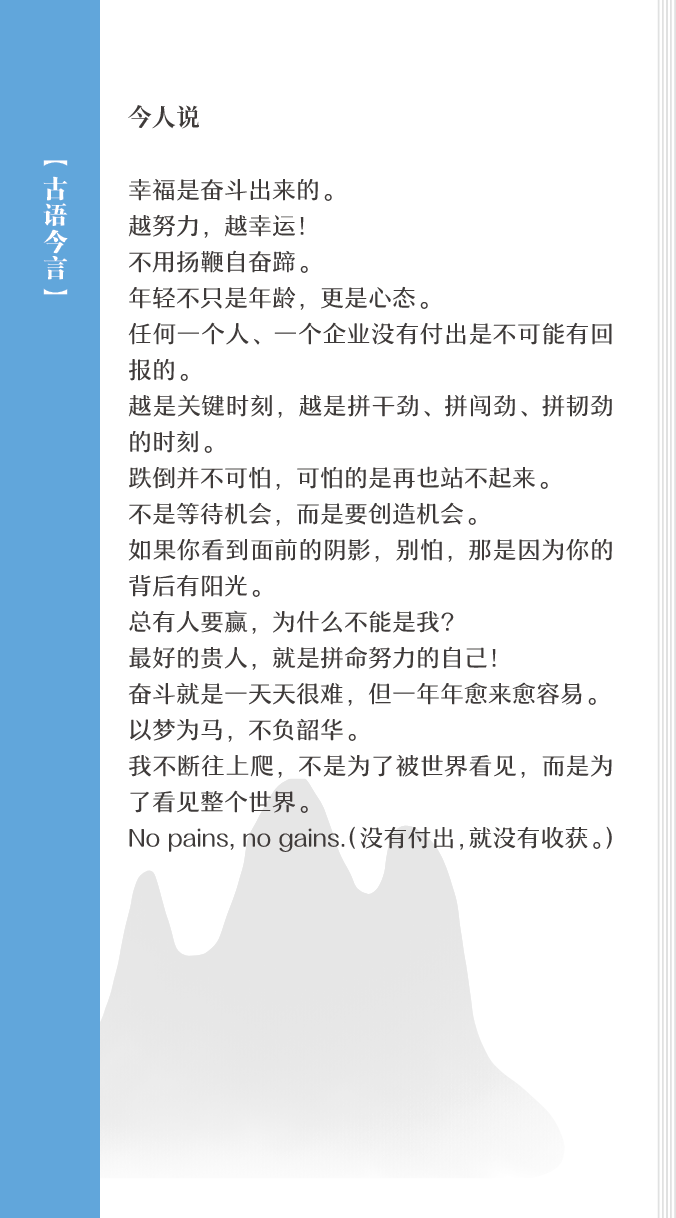 【古语今言】
今人说
幸福是奋斗出来的。
越努力，越幸运！
不用扬鞭自奋蹄。
年轻不只是年龄，更是心态。
任何一个人、一个企业没有付出是不可能有回
报的。
越是关键时刻，越是拼干劲、拼闯劲、拼韧劲
的时刻。
跌倒并不可怕，可怕的是再也站不起来。
不是等待机会，而是要创造机会。
如果你看到面前的阴影，别怕，那是因为你的
背后有阳光。
总有人要赢，为什么不能是我？
最好的贵人，就是拼命努力的自己！
奋斗就是一天天很难，但一年年愈来愈容易。
以梦为马，不负韶华。
我不断往上爬，不是为了被世界看见，而是为
了看见整个世界。
No pains, no gains.(没有付出,就没有收获。)